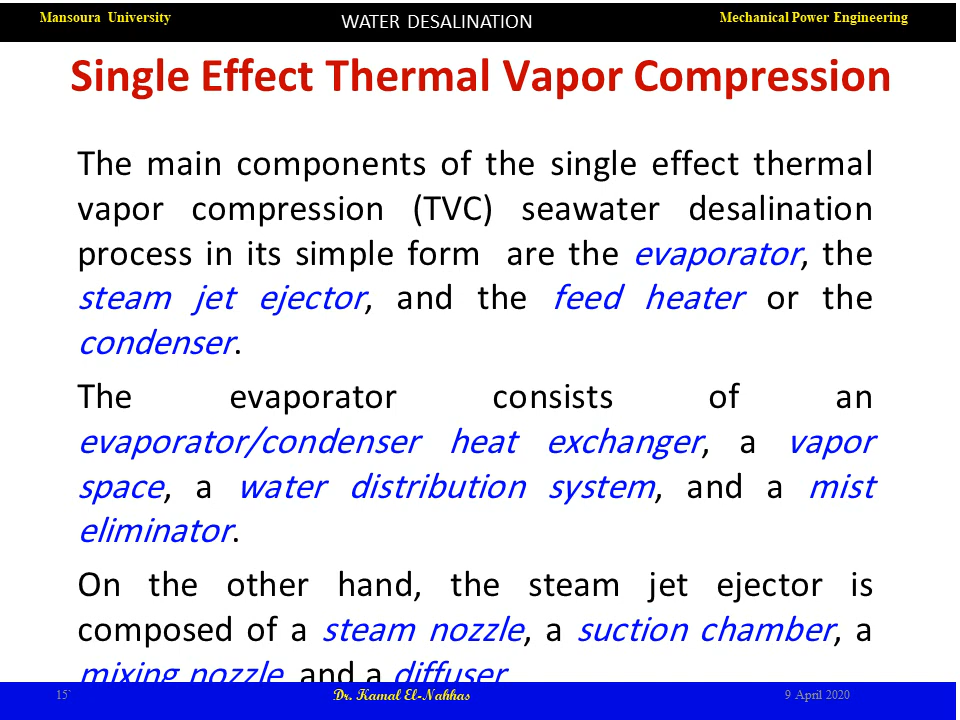 Mansoura University WATER DESALINATION Mechanical Power Engineering
Single Effect Thermal Vapor Compression
The main components of the single effect thermal
vapor compression (TVC) seawater desalination
process in its simple form are the evaporator, the
steam jet ejector, and the feed heater or the
condenser.
The evaporator consists of an
evaporator/condenser heat exchanger, a vapor
space, a water distribution system, and a mist
eliminator.
On the other hand, the steam jet ejector is
composed of a steam nozzle, a suction chamber, a
mixing nozzle, and a diffuser
15` Dr. Kamal El-Nahhas 9 April 2020